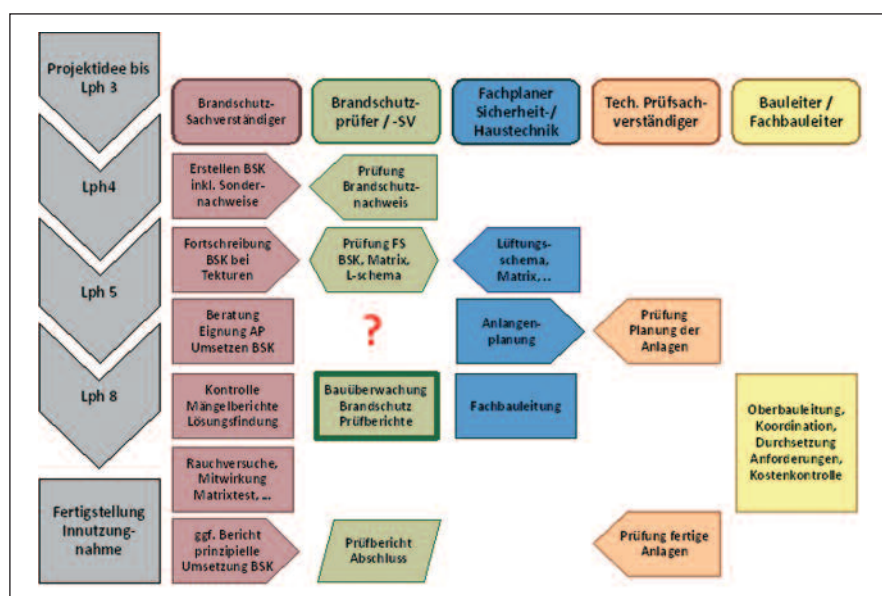 Projektidee bis
Lph 3
Brandschutz-
Sachverständiger
Brandschutz-
prüfer / -SV
Fachplaner
Sicherheit-/
Haustechnik
Tech. Prüfsach-
verständiger
Bauleiter /
Fachbauleiter
Lph4
Erstellen BSK
inkl. Sonder-
nachweise
Prüfung
Brandschutz-
nachweis
Lph 5
Fortschreibung
BSK bei
Tekturen
Prüfung FS
BSK, Matrix,
L-schema
Lüftungs-
schema,
Matrix, ..
Beratung
Eignung AP
Umsetzen BSK
?
Anlangen-
planung
Prüfung
Planung der
Anlagen
Lph 8
Kontrolle
Mängelberichte
Lösungsfindung
Bauüberwachung
Brandschutz
Prüfberichte
Fachbauleitung
Oberbauleitung,
Koordination,
Durchsetzung
Anforderungen,
Kostenkontrolle
Rauchversuche,
Mitwirkung
Matrixtest, ...
Fertigstellung
Innutzung-
nahme
ggf. Bericht
prinzipielle
Umsetzung BSK
Prüfbericht
Abschluss
Prüfung fertige
Anlagen